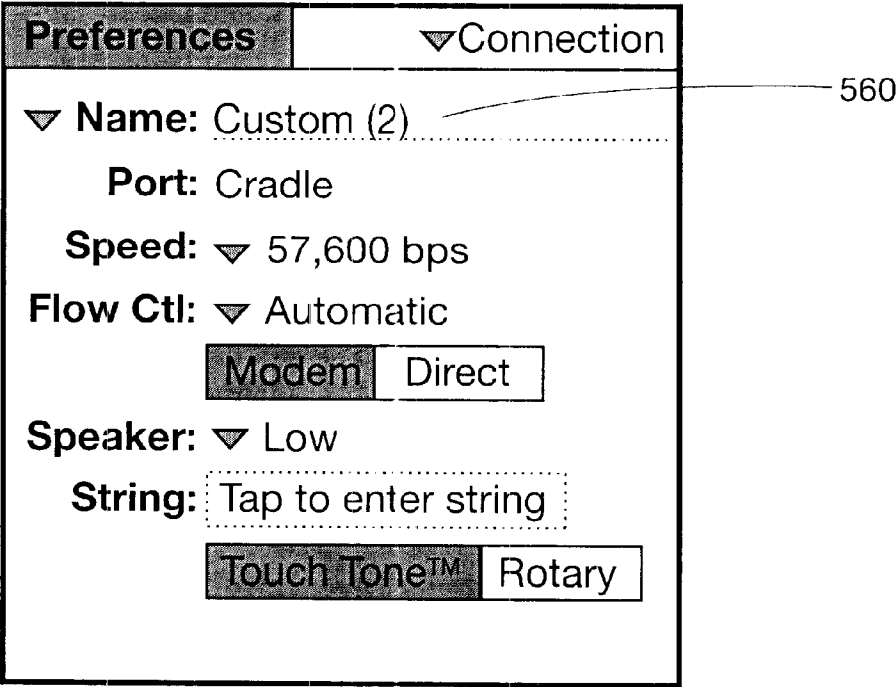 Preferences ▼Connection
560
▼ Name: Custom (2)
Port: Cradle
Speed: ▼ 57,600 bps
Flow Ctl: ▼ Automatic
Modem Direct
Speaker: ▼ Low
String: Tap to enter string
Touch Tone™ Rotary